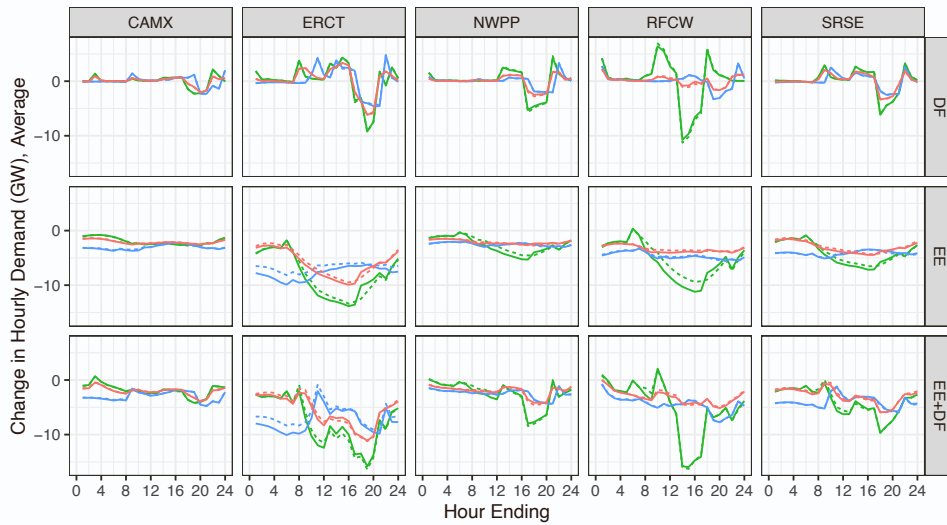 CAMX ERCT NWPP RFCW SRSE
Change in Hourly Demand (GW), Average
0
−10
DF
0
−10
EE
0
−10
EE+DF
0 4 8 12 16 20 24 0 4 8 12 16 20 24 0 4 8 12 16 20 24 0 4 8 12 16 20 24 0 4 8 12 16 20 24
Hour Ending